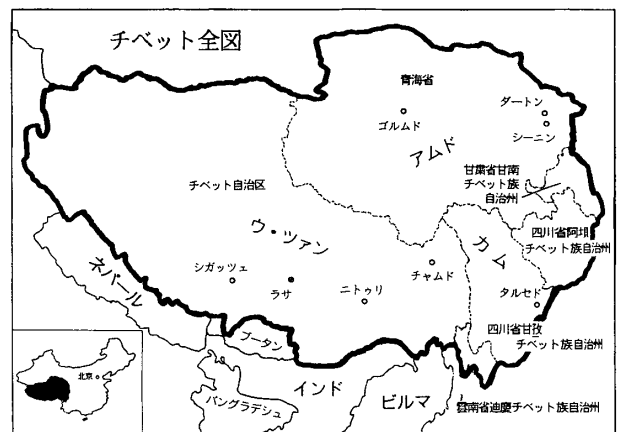 チベット全図
青海省
ダートン
ゴルムド
シーニン
アムド
甘粛省甘南
チベット族
自治州
チベット自治区
ウ・ツァン
四川省阿坝
チベット族自治州
カム
ネパール
シガッツェ
ラサ
ニトゥリ
チャムド
タルセド
四川省甘孜
チベット族自治州
ブータン
北京
インド
バングラデシュ
ビルマ
雲南省迪慶チベット族自治州